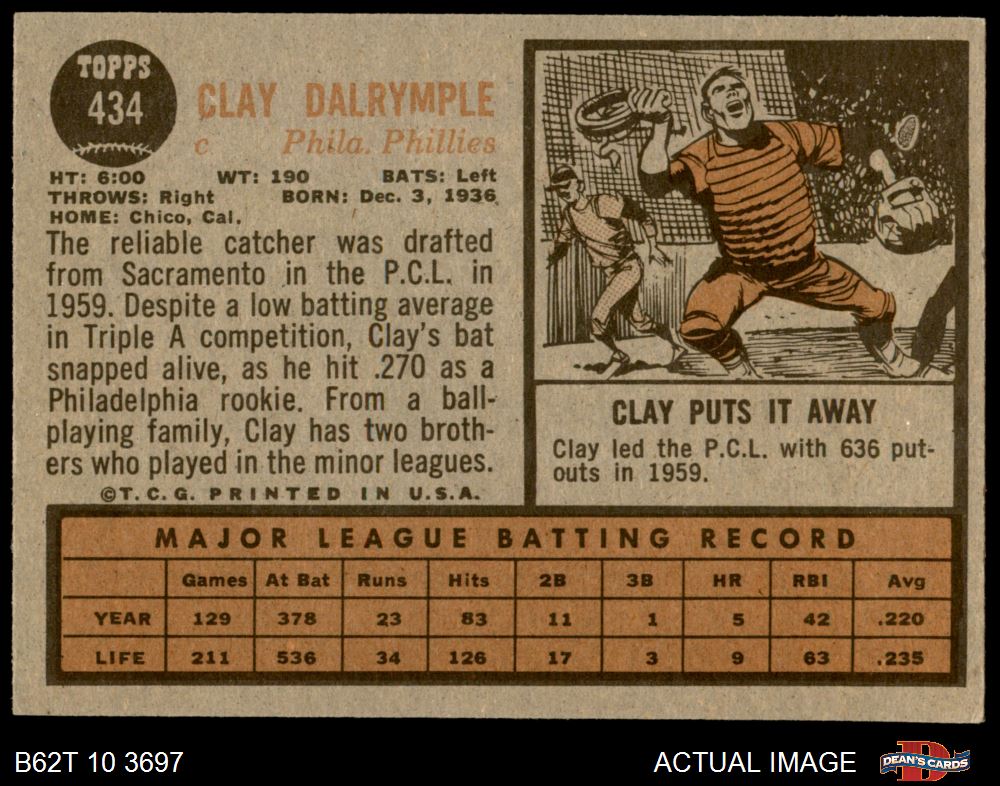 TOPPS
434
CLAY DALRYMPLE
c Phila. Phillies
HT: 6:00 WT: 190 BATS: Left
THROWS: Right BORN: Dec. 3, 1936
HOME: Chico, Cal.
The reliable catcher was drafted
from Sacramento in the P.C.L. in
1959. Despite a low batting average
in Triple A competition, Clay's bat
snapped alive, as he hit .270 as a
Philadelphia rookie. From a ball-
playing family, Clay has two broth-
ers who played in the minor leagues.
©T.C.G. PRINTED IN U.S.A.
CLAY PUTS IT AWAY
Clay led the P.C.L. with 636 put-
outs in 1959.
MAJOR LEAGUE BATTING RECORD
Games At Bat Runs Hits 2B 3B HR RBI Avg
YEAR 129 378 23 83 11 1 5 42 .220
LIFE 211 536 34 126 17 3 9 63 .235
B62T 10 3697
ACTUAL IMAGE
D
DEAN'S CARDS